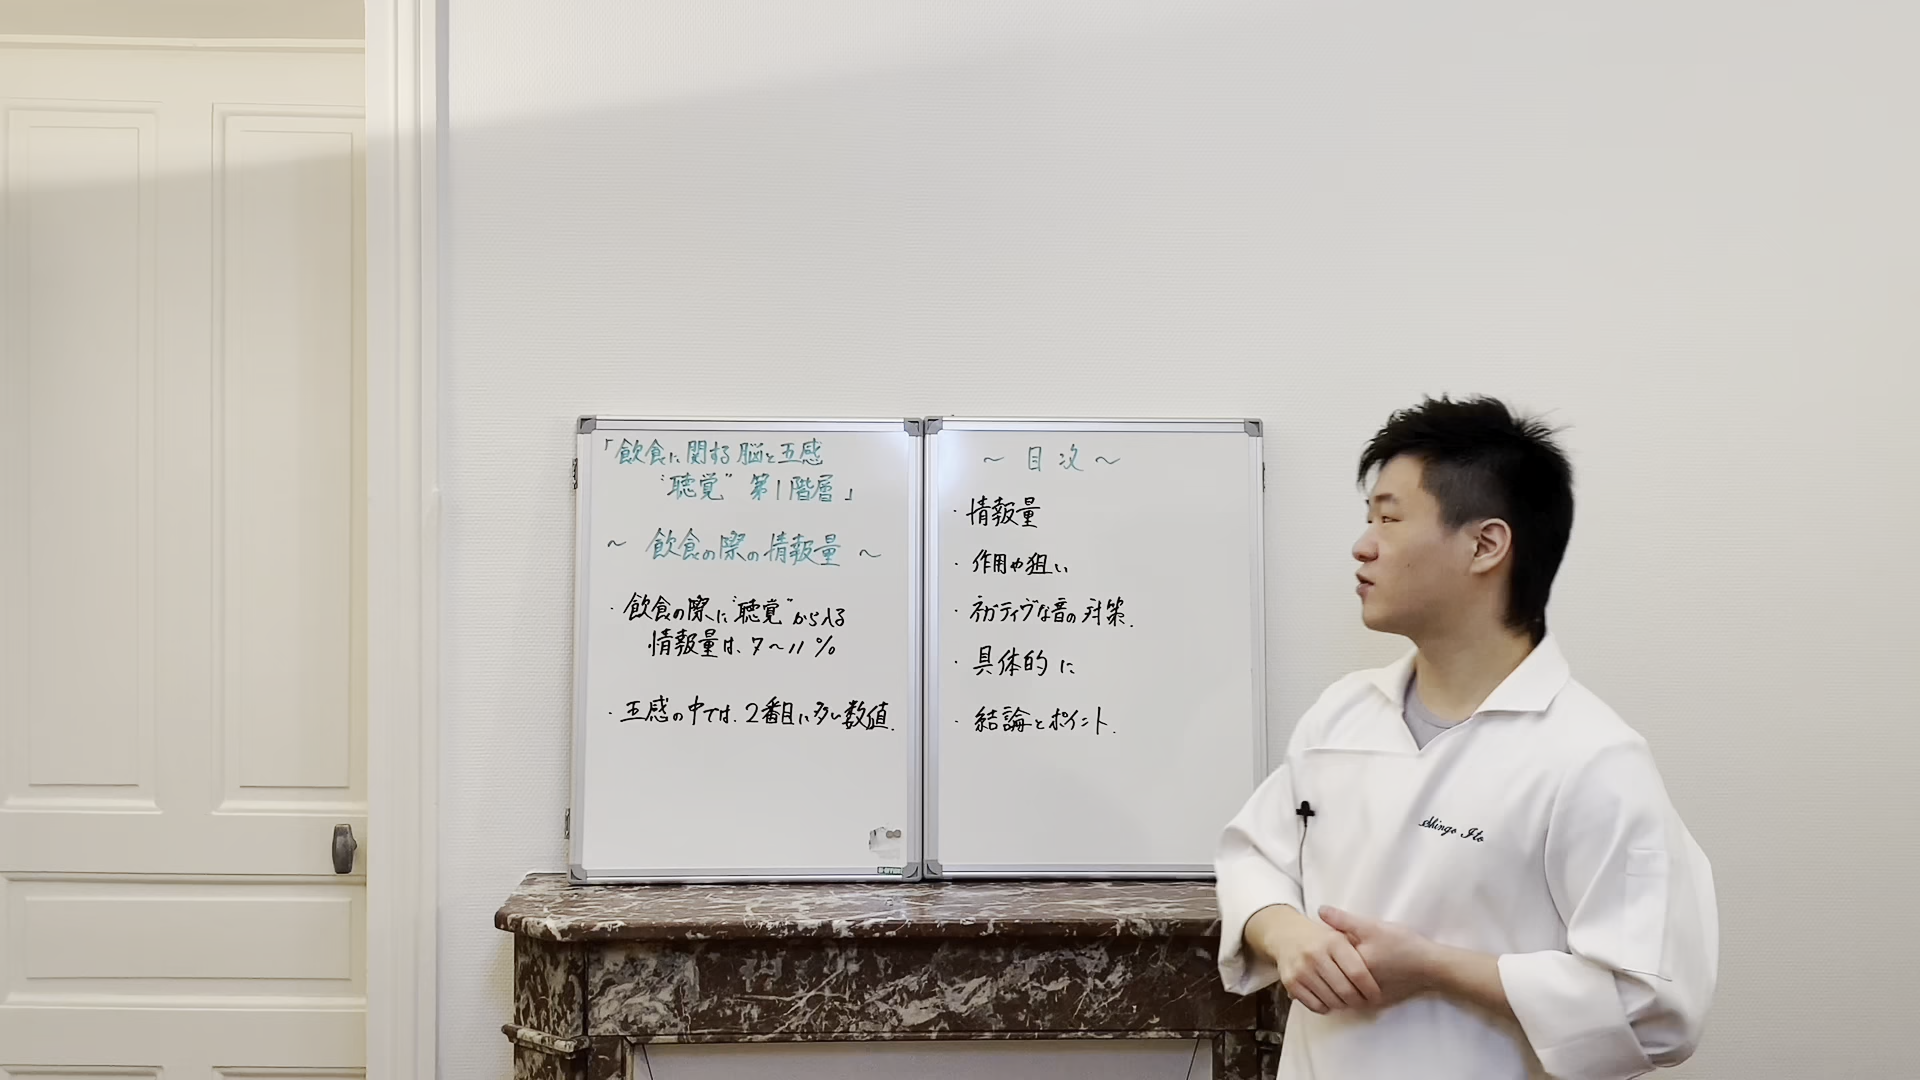 「飲食に関する脳と五感
"聴覚" 第1階層」
～ 飲食の際の情報量 ～
・飲食の際に"聴覚"から入る
情報量は、7～11%
・五感の中では、2番目に多い数値.
～ 目次 ～
・情報量
・作用や狙い
・ネガティヴな音の対策.
・具体的に
・結論とポイント.
Shingo Ito